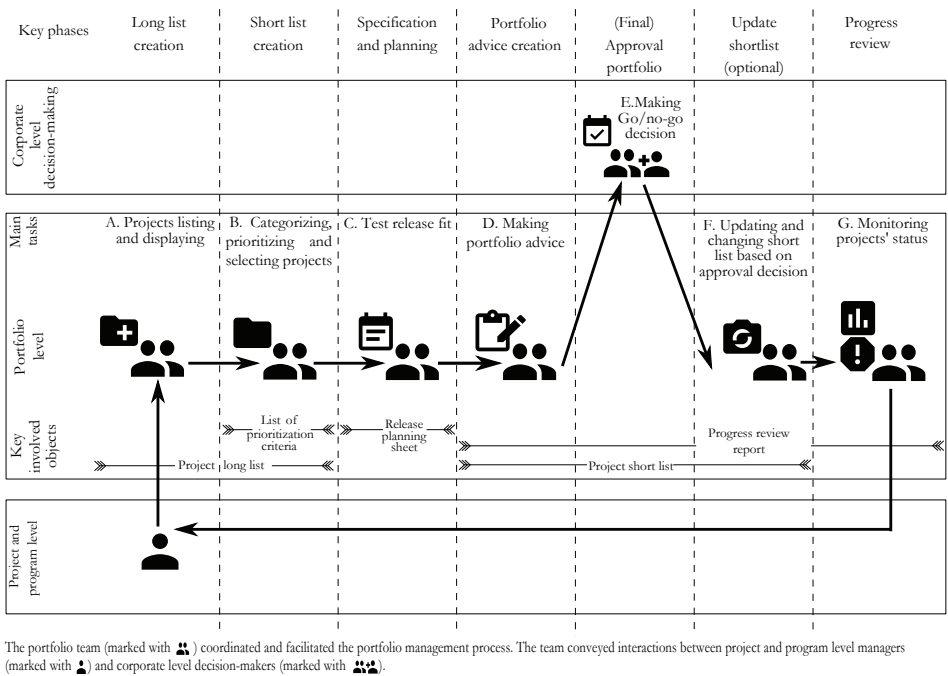 Key phases
Long list
creation
Short list
creation
Specification
and planning
Portfolio
advice creation
(Final)
Approval
portfolio
Update
shortlist
(optional)
Progress
review
Corporate
level
decision-making
E.Making
Go/no-go
decision
Main
tasks
A. Projects listing
and displaying
B. Categorizing,
prioritizing and
selecting projects
C. Test release fit
D. Making
portfolio advice
F. Updating and
changing short
list based on
approval decision
G. Monitoring
projects' status
Portfolio
level
Key
involved
objects
List of
prioritization
criteria
Release
planning
sheet
Progress review
report
Project long list
Project short list
Project and
program level
The portfolio team (marked with ) coordinated and facilitated the portfolio management process. The team conveyed interactions between project and program level managers
(marked with ) and corporate level decision-makers (marked with ).